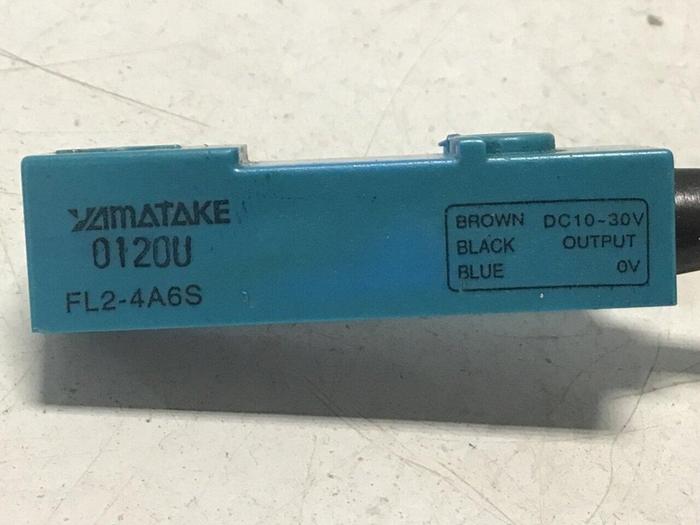 YAMATAKE
0120U
FL2-4A6S
BROWN DC10~30V
BLACK OUTPUT
BLUE 0V